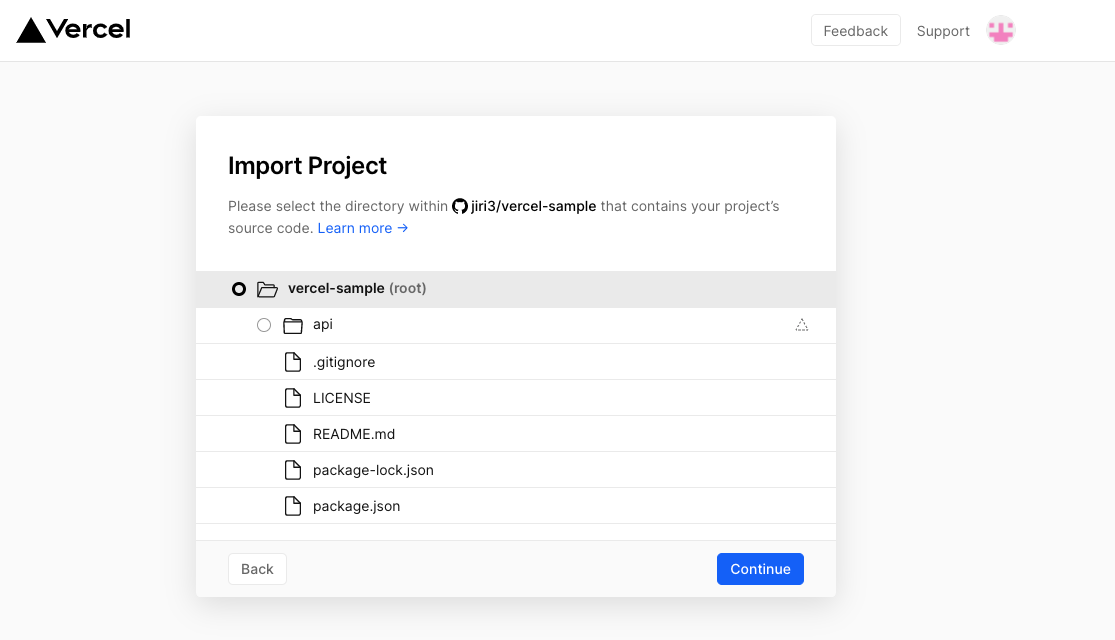 Vercel
Feedback
Support
Import Project
Please select the directory within jiri3/vercel-sample that contains your project’s
source code. Learn more →
vercel-sample (root)
api
.gitignore
LICENSE
README.md
package-lock.json
package.json
Back
Continue